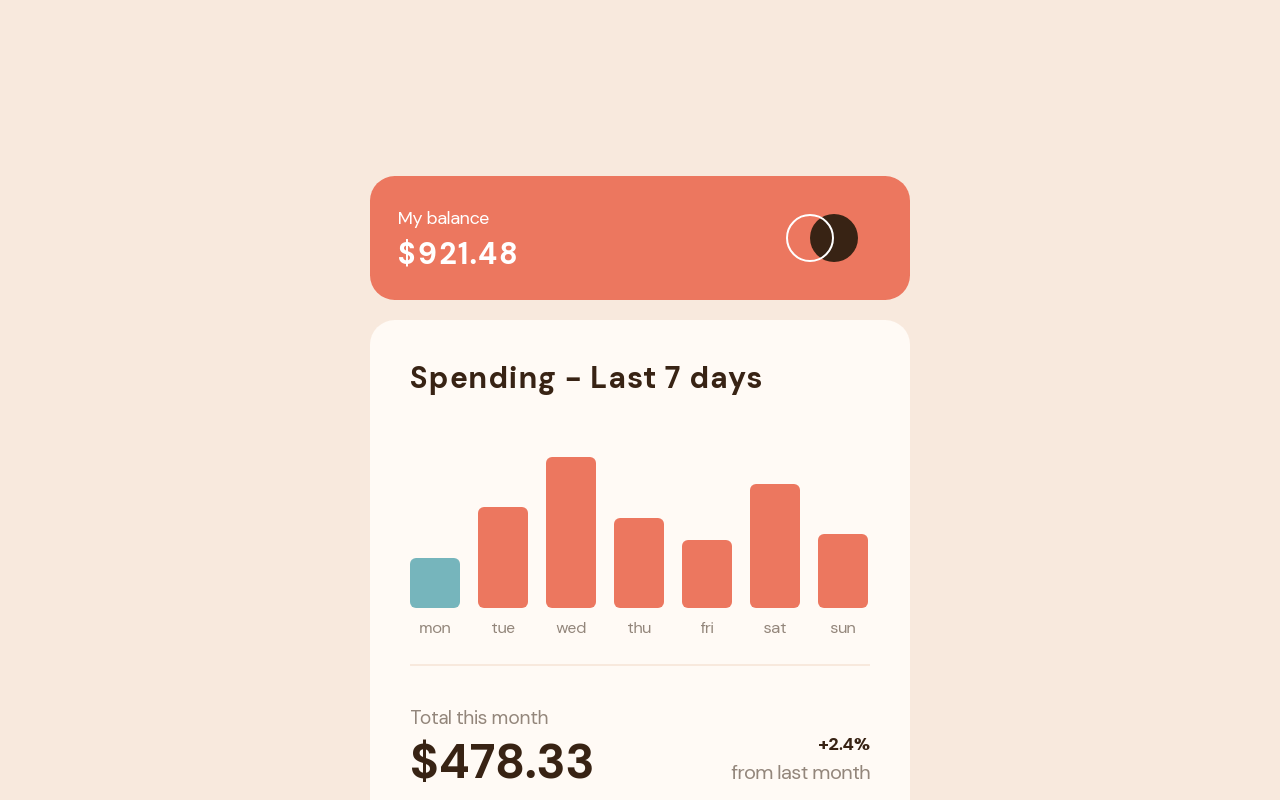 My balance
$921.48
Spending - Last 7 days
mon tue wed thu fri sat sun
Total this month
$478.33
+2.4%
from last month